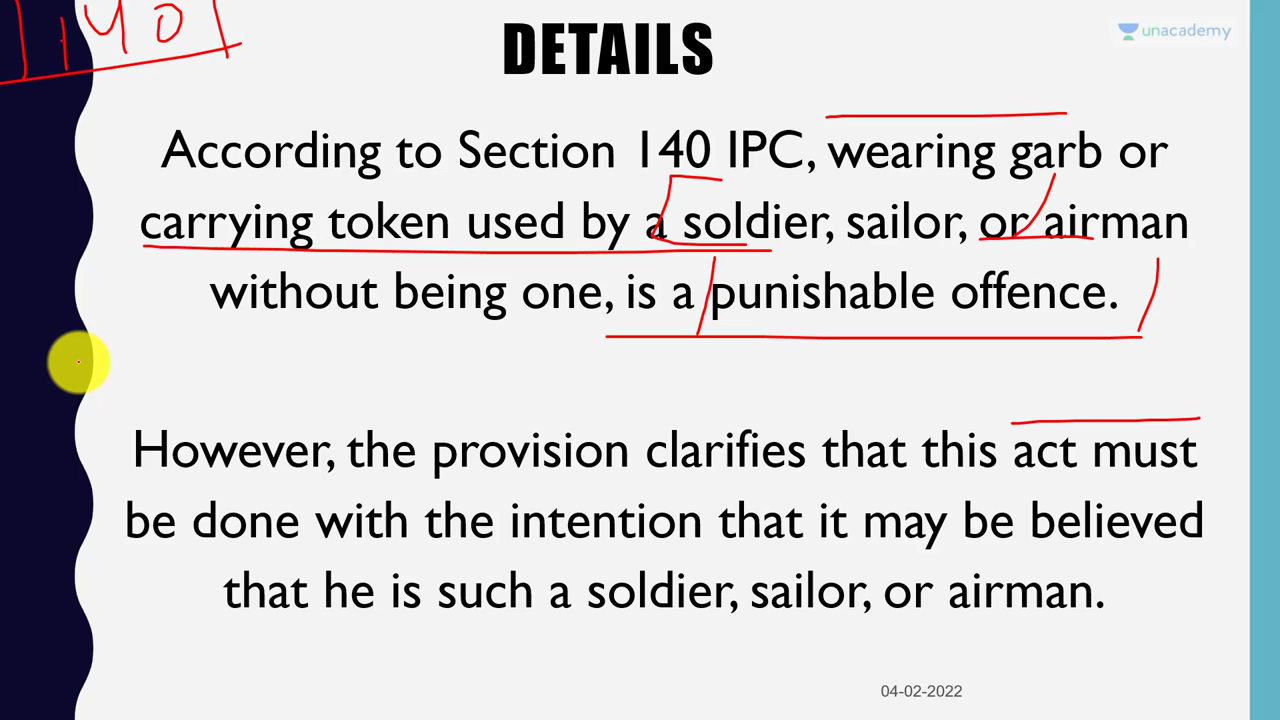 140
DETAILS
unacademy
According to Section 140 IPC, wearing garb or
carrying token used by a soldier, sailor, or airman
without being one, is a punishable offence.
However, the provision clarifies that this act must
be done with the intention that it may be believed
that he is such a soldier, sailor, or airman.
04-02-2022